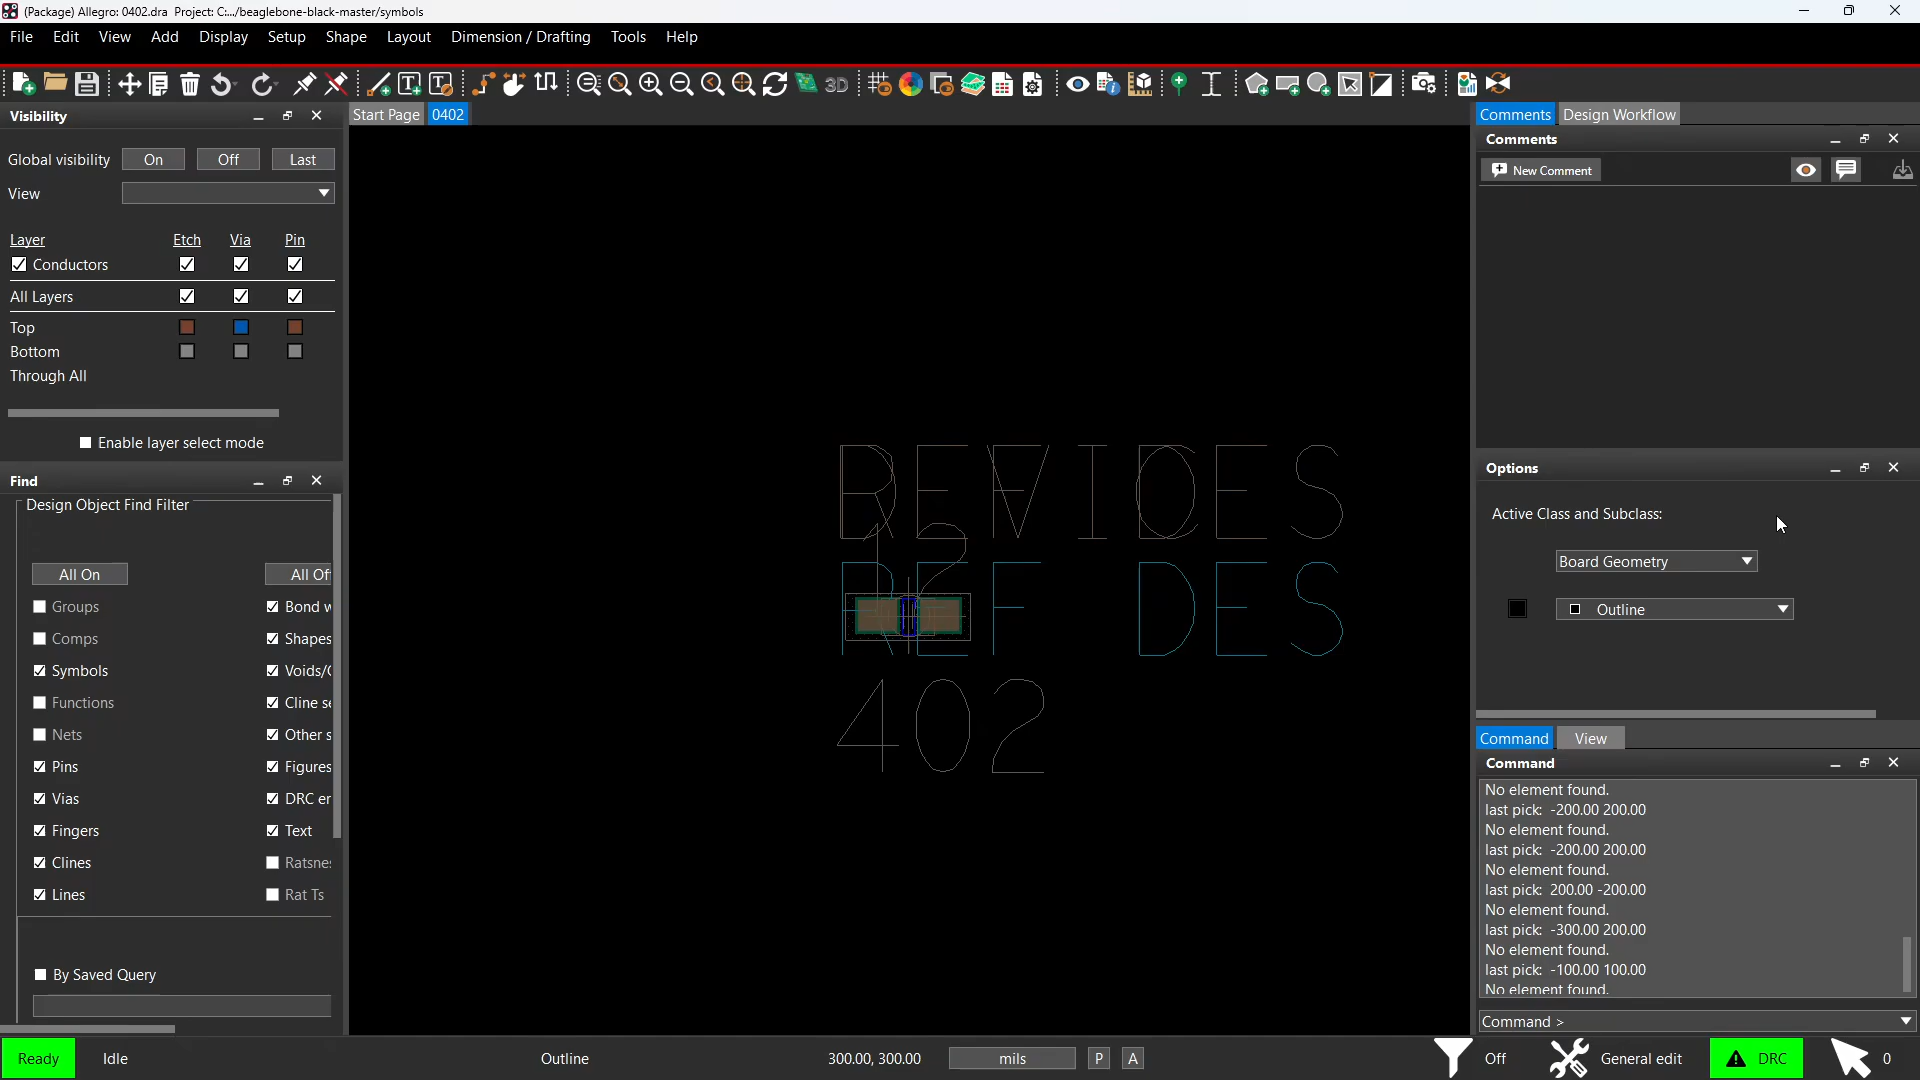 (Package) Allegro: 0402.dra  Project: C:.../beaglebone-black-master/symbols
File Edit View Add Display Setup Shape Layout Dimension / Drafting Tools Help
3D
Visibility
Global visibility On Off Last
View
Layer Etch Via Pin
Conductors
All Layers
Top
Bottom
Through All
Enable layer select mode
Find
Design Object Find Filter
All On All Of
Groups Bond w
Comps Shapes
Symbols Voids/C
Functions Cline se
Nets Other s
Pins Figures
Vias DRC er
Fingers Text
Clines Ratsne
Lines Rat Ts
By Saved Query
Start Page 0402
REF DES
402
Comments Design Workflow
Comments
New Comment
Options
Active Class and Subclass:
Board Geometry
Outline
Command View
Command
No element found.
last pick:  -200.00 200.00
No element found.
last pick:  -200.00 200.00
No element found.
last pick:  200.00 -200.00
No element found.
last pick:  -300.00 200.00
No element found.
last pick:  -100.00 100.00
No element found.
Command >
Ready Idle Outline 300.00, 300.00 mils P A Off General edit DRC 0